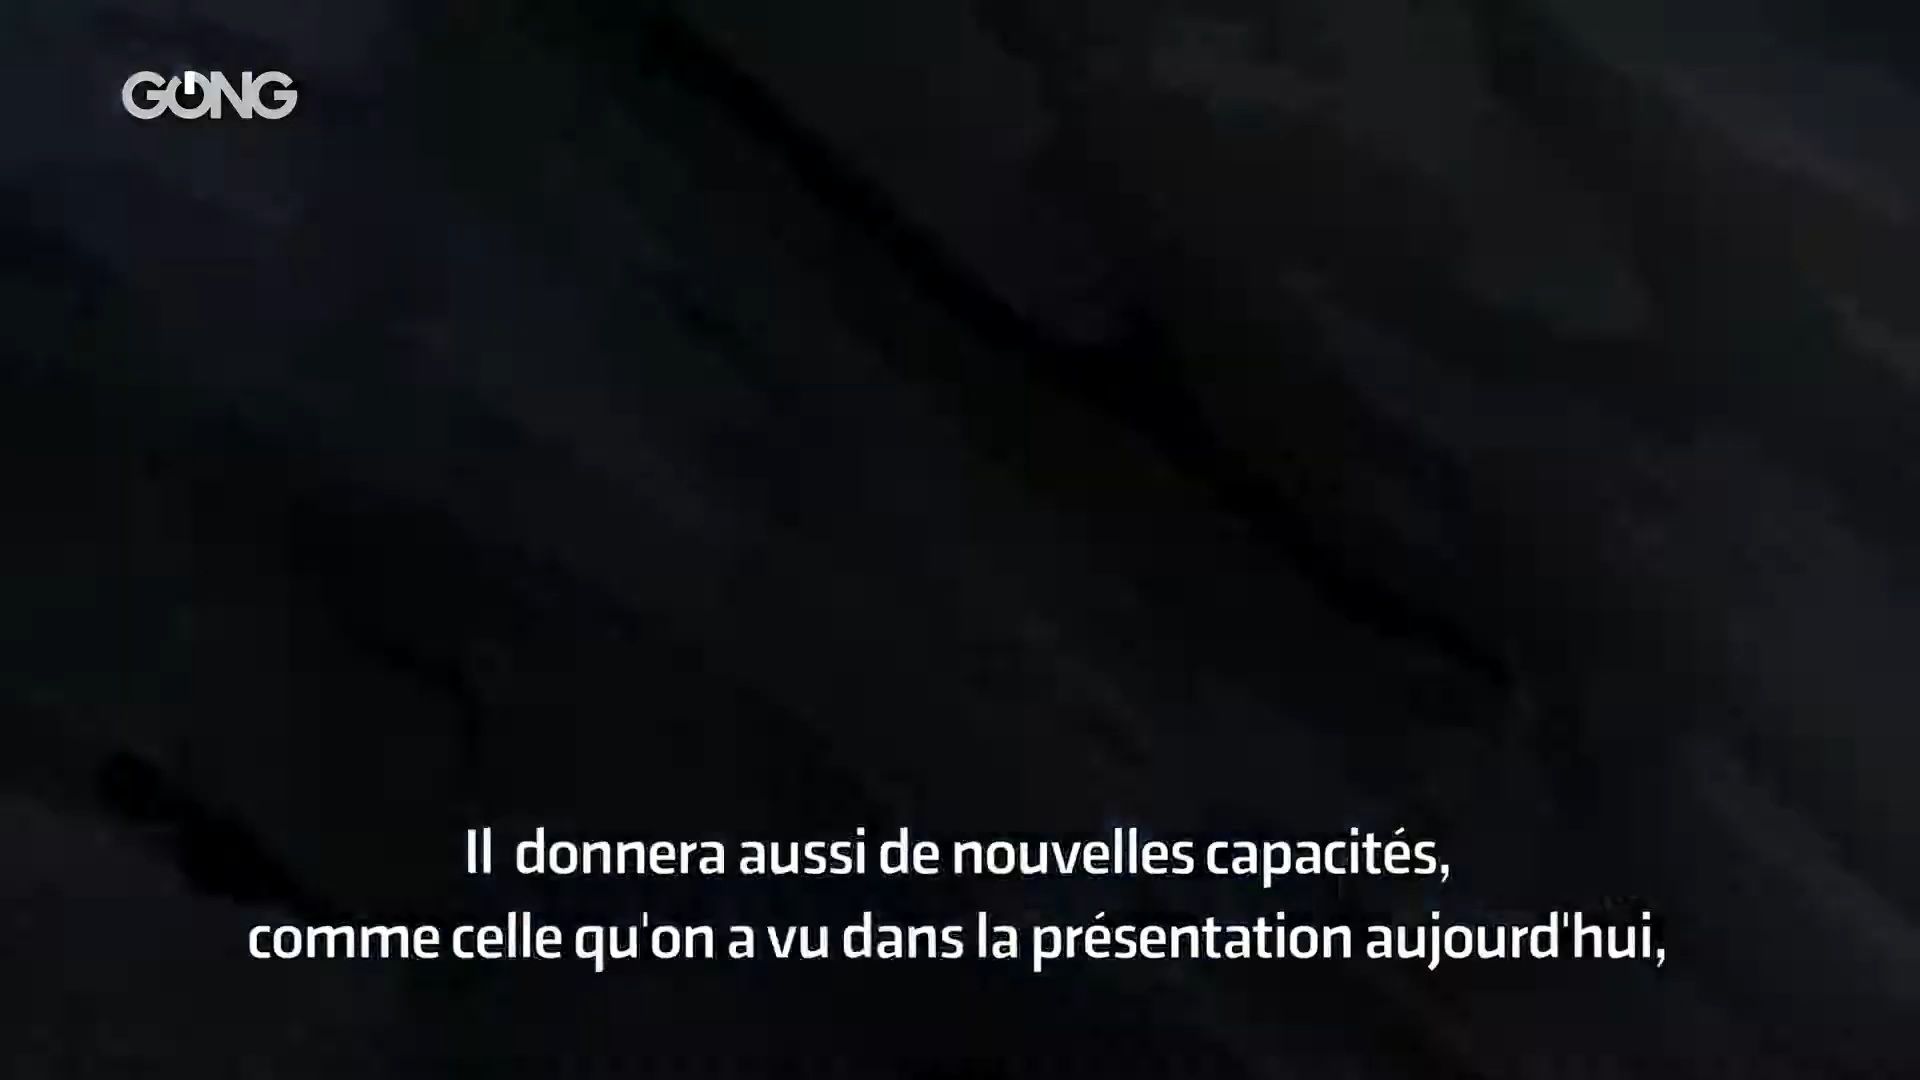 GONG
Il donnera aussi de nouvelles capacités,
comme celle qu'on a vu dans la présentation aujourd'hui,